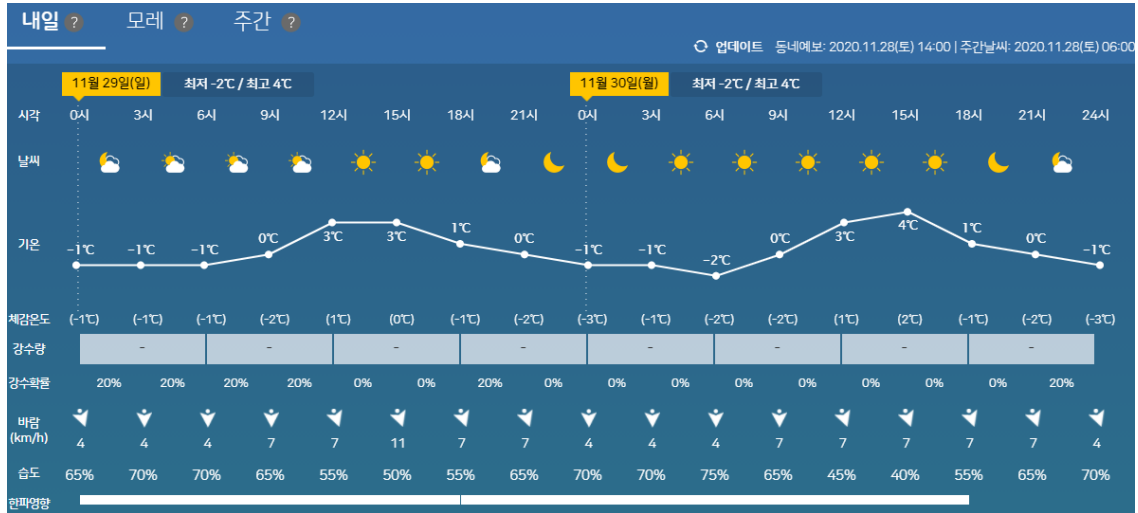 내일 ? 모레 ? 주간 ?
업데이트 동네예보: 2020.11.28(토) 14:00 | 주간날씨: 2020.11.28(토) 06:00
11월 29일(일) 최저 -2℃ / 최고 4℃ 11월 30일(월) 최저 -2℃ / 최고 4℃
시각 0시 3시 6시 9시 12시 15시 18시 21시 0시 3시 6시 9시 12시 15시 18시 21시 24시
날씨
기온 -1℃ -1℃ -1℃ 0℃ 3℃ 3℃ 1℃ 0℃ -1℃ -1℃ -2℃ 0℃ 3℃ 4℃ 1℃ 0℃ -1℃
체감온도 (-1℃) (-1℃) (-1℃) (-2℃) (1℃) (0℃) (-1℃) (-2℃) (-3℃) (-1℃) (-2℃) (-2℃) (1℃) (2℃) (-1℃) (-2℃) (-3℃)
강수량 - - - - - - - -
강수확률 20% 20% 20% 20% 0% 0% 20% 0% 0% 0% 0% 0% 0% 0% 0% 20%
바람
(km/h) 4 4 4 7 7 11 7 7 4 4 4 7 7 7 7 7 4
습도 65% 70% 70% 65% 55% 50% 55% 65% 70% 70% 75% 65% 45% 40% 55% 65% 70%
한파영향